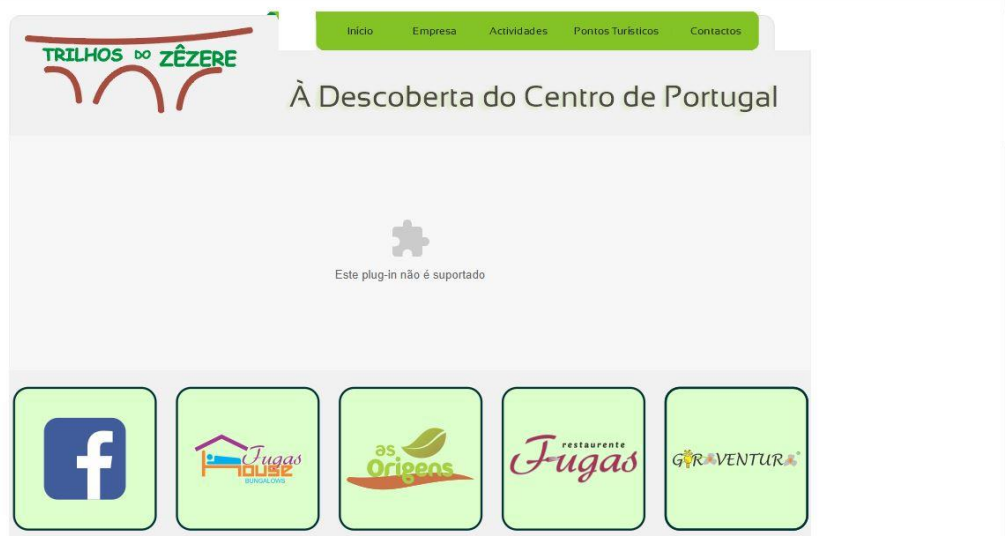 TRILHOS DO ZÊZERE
Início Empresa Actividades Pontos Turísticos Contactos
À Descoberta do Centro de Portugal
Este plug-in não é suportado
f
Fugas
HOUSE
BUNGALOWS
as
Origens
restaurente
Fugas
GIRAVENTURA